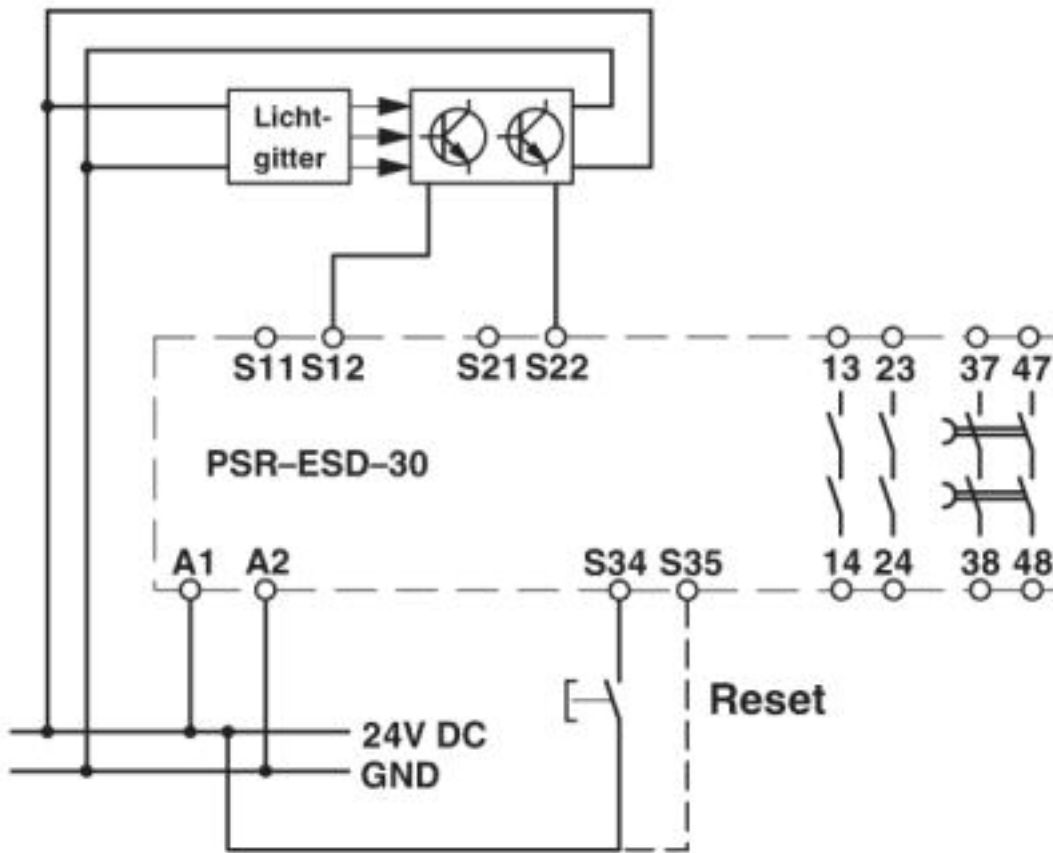 Licht-
gitter
S11 S12 S21 S22 13 23 37 47
PSR–ESD–30
A1 A2 S34 S35 14 24 38 48
Reset
24V DC
GND